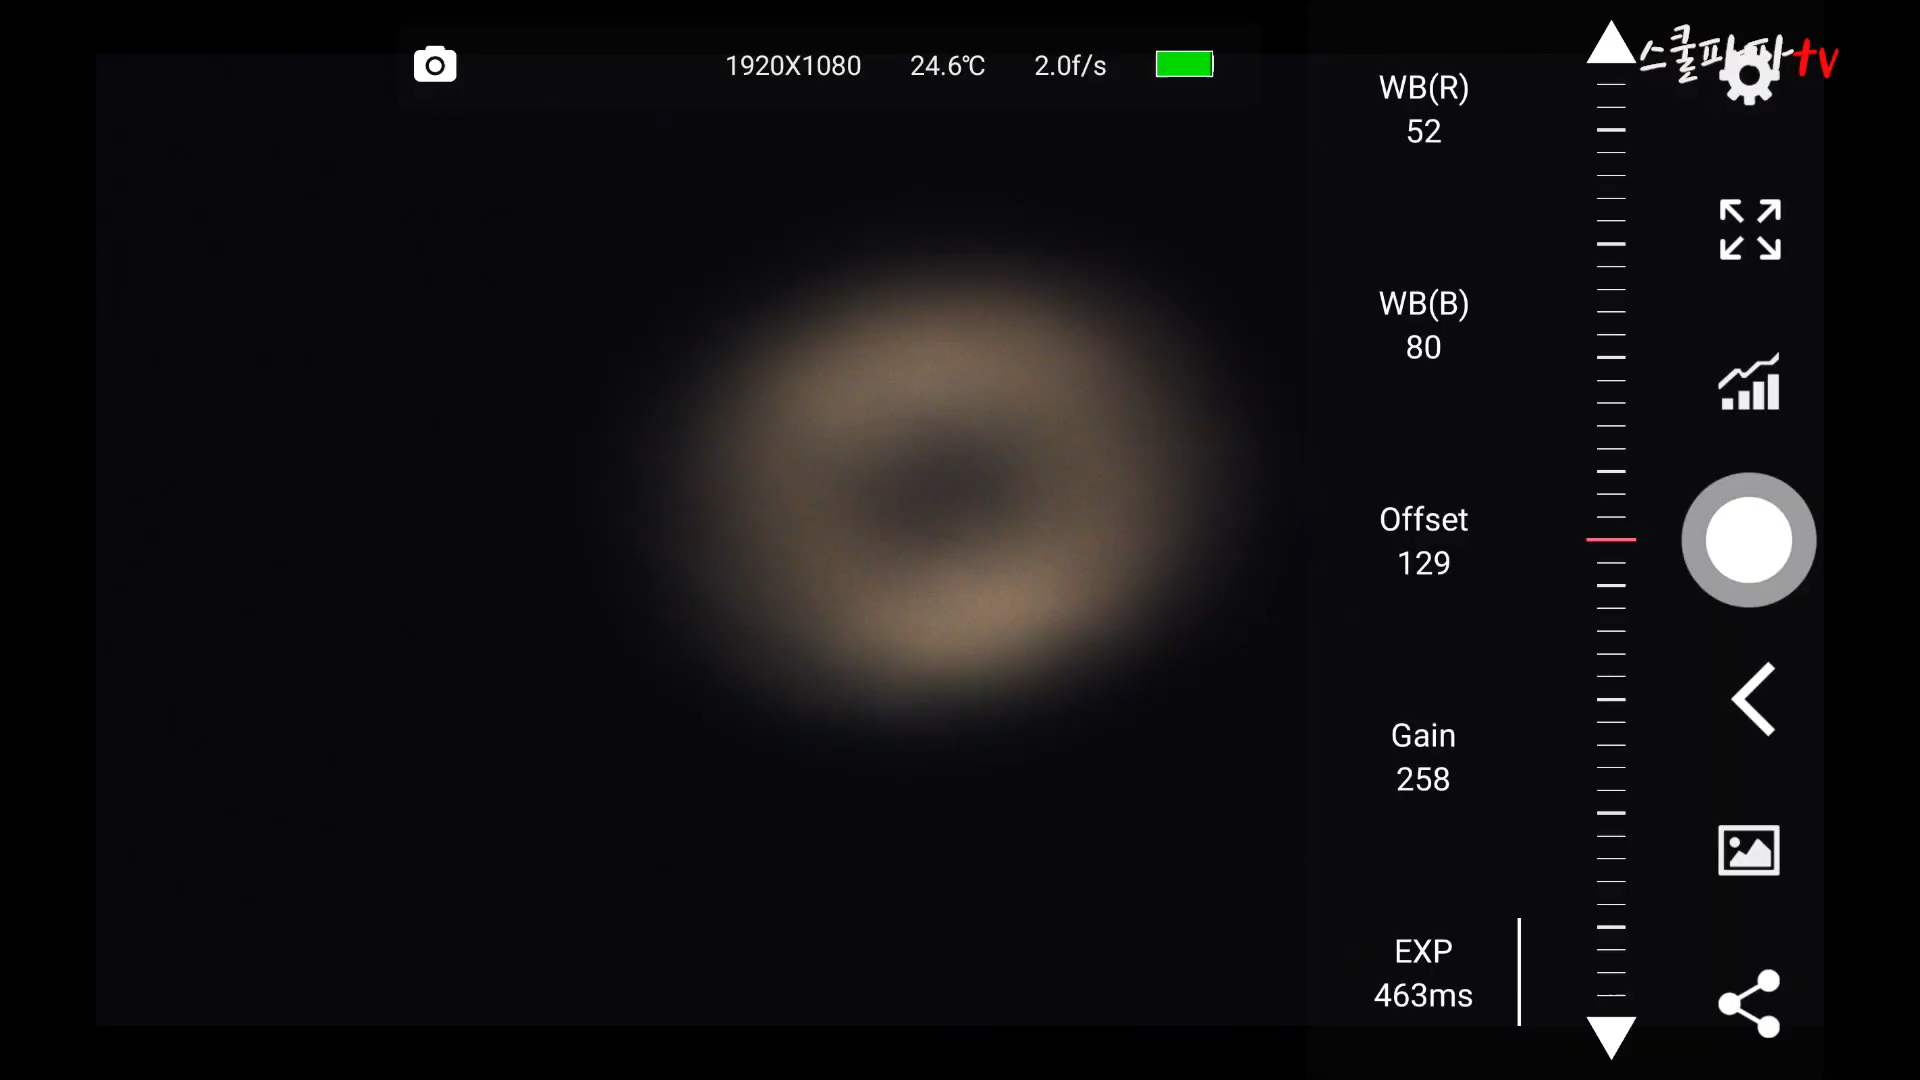 1920X1080 24.6℃ 2.0f/s
스쿨파파tv
WB(R)
52
WB(B)
80
Offset
129
Gain
258
EXP
463ms